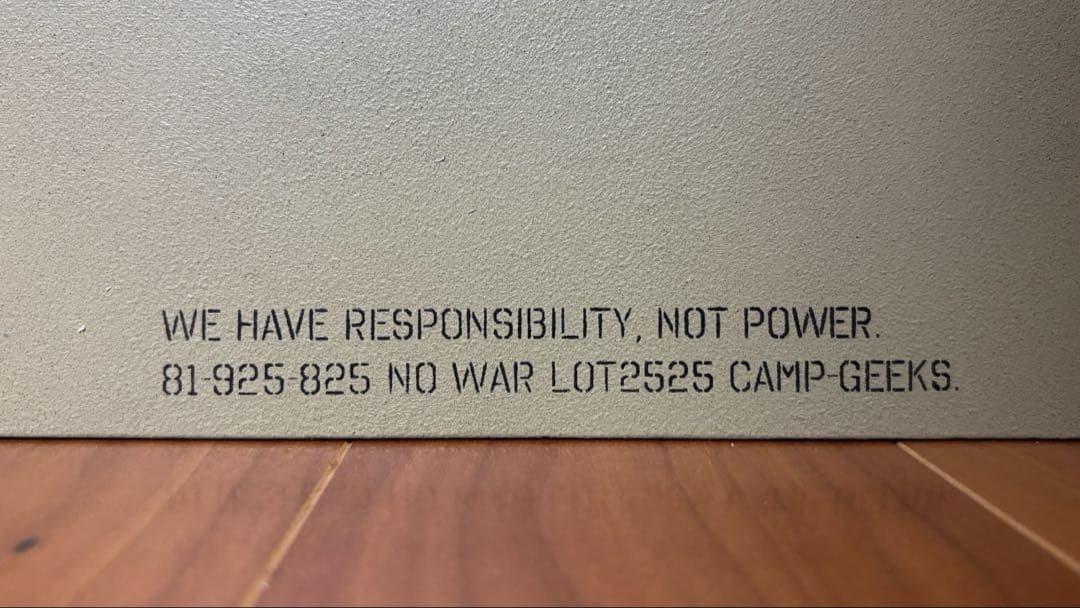 WE HAVE RESPONSIBILITY, NOT POWER.
81-925-825 NO WAR LOT2525 CAMP-GEEKS.